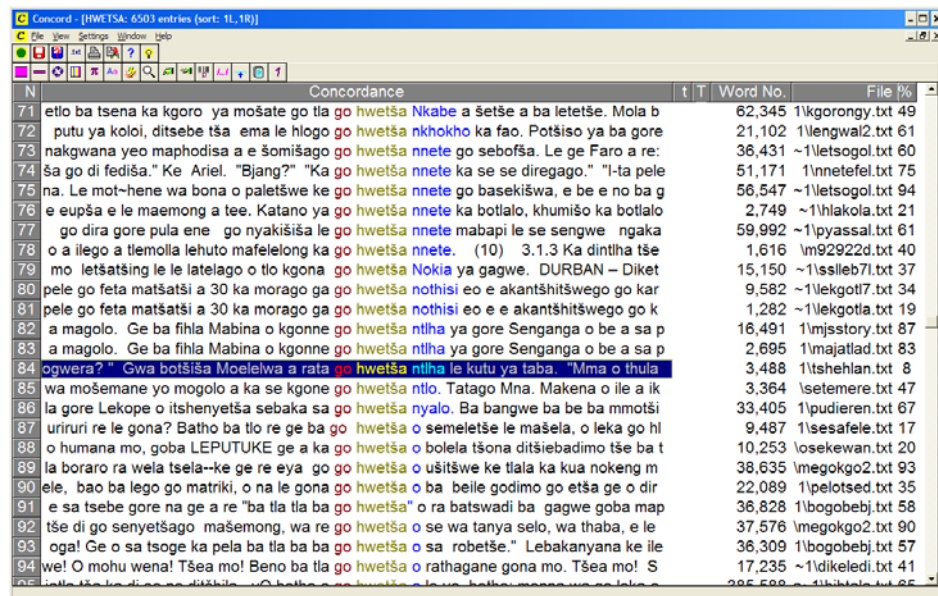 Concord - [HWETSA: 6503 entries (sort: 1L,1R)]
File View Settings Window Help
N Concordance t T Word No. File %
71 etlo ba tsena ka kgoro ya mošate go tla go hwetša Nkabe a šetše a ba letetše. Mola b 62,345 1\kgorongy.txt 49
72 putu ya koloi, ditsebe tša ema le hlogo go hwetša nkhokho ka fao. Potšišo ya ba gore 21,102 1\lengwal2.txt 61
73 nakgwana yeo maphodisa a e šomišago go hwetša nnete go sebofša. Le ge Faro a re: 36,431 ~1\letsogol.txt 60
74 ša go di fediša." Ke Ariel. "Bjang?" "Ke go hwetša nnete ka se se diregago." "I-ta pele 51,171 1\nnetefel.txt 75
75 na. Le mot~hene wa bona o paletšwe ke go hwetša nnete go basekišwa, e be e no ba g 56,547 ~1\letsogol.txt 94
76 e eupša e le maemong a tee. Katano ya go hwetša nnete ka botlalo, khumišo ka botlalo 2,749 ~1\hlakola.txt 21
77 go dira gore pula ene go nyakišiša le go hwetša nnete mabapi le se sengwe ngaka 59,992 ~1\pyassal.txt 61
78 o a ilego a tlemolla lehuto mafelelong ka go hwetša nnete. (10) 3.1.3 Ka dintlha tše 1,616 \m92922d.txt 40
79 mo letšatšing le le latelago o tlo kgona go hwetša Nokia ya gagwe. DURBAN – Diket 15,150 ~1\sslleb7l.txt 37
80 pele go feta matšatši a 30 ka morago ga go hwetša nothisi eo e akantšhitšwego go kar 9,582 ~1\lekgotl7.txt 34
81 pele go feta matšatši a 30 ka morago ga go hwetša nothisi eo e e akantšhitšwego go k 1,282 ~1\lekgotla.txt 19
82 a magolo. Ge ba fihla Mabina o kgonne go hwetša ntlha ya gore Senganga o be a sa p 16,491 1\mjsstory.txt 87
83 a magolo. Ge ba fihla Mabina o kgonne go hwetša ntlha ya gore Senganga o be a sa p 2,695 1\majatlad.txt 83
84 ogwera? " Gwa botšiša Moelelwa a rata go hwetša ntlha le kutu ya taba. "Mma o thula 3,488 1\tshehlan.txt 8
85 wa mošemane yo mogolo a ka se kgone go hwetša ntlo. Tatago Mna. Makena o ile a ik 3,364 \setemere.txt 47
86 la gore Lekope o itshenyetša sebaka sa go hwetša nyalo. Ba bangwe ba be ba mmotši 33,405 1\pudieren.txt 67
87 uriruri re le gona? Batho ba tlo re ge ba go hwetša o semeletše le mašela, o leka go hl 9,487 1\sesafele.txt 17
88 o humana mo, goba LEPUTUKE ge a ka go hwetša o bolela tšona ditšiebadimo tše ba t 10,253 \osekewan.txt 20
89 la boraro ra wela tsela--ke ge re eya go go hwetša o ušitšwe ke tlala ka kua nokeng m 38,635 \megokgo2.txt 93
90 ele, bao ba lego go matriki, o na le gona go hwetša o ba beile godimo go etša ge o dir 22,089 1\pelotsed.txt 35
91 e sa tsebe gore na ge a re "ba tla tla ba go hwetša" o ra batswadi ba gagwe goba map 36,828 1\bogobebj.txt 58
92 tše di go senyetšago mašemong, wa re go hwetša o se wa tanya selo, wa thaba, e le 37,576 \megokgo2.txt 90
93 oga! Ge o sa tsoge ka pela ba tla ba ba go hwetša o sa robetše." Lebakanyana ke ile 36,309 1\bogobebj.txt 57
94 we! O mohu wena! Tšea mo! Beno ba tla go hwetša o rathagane gona mo. Tšea mo! S 17,235 ~1\dikeledi.txt 41